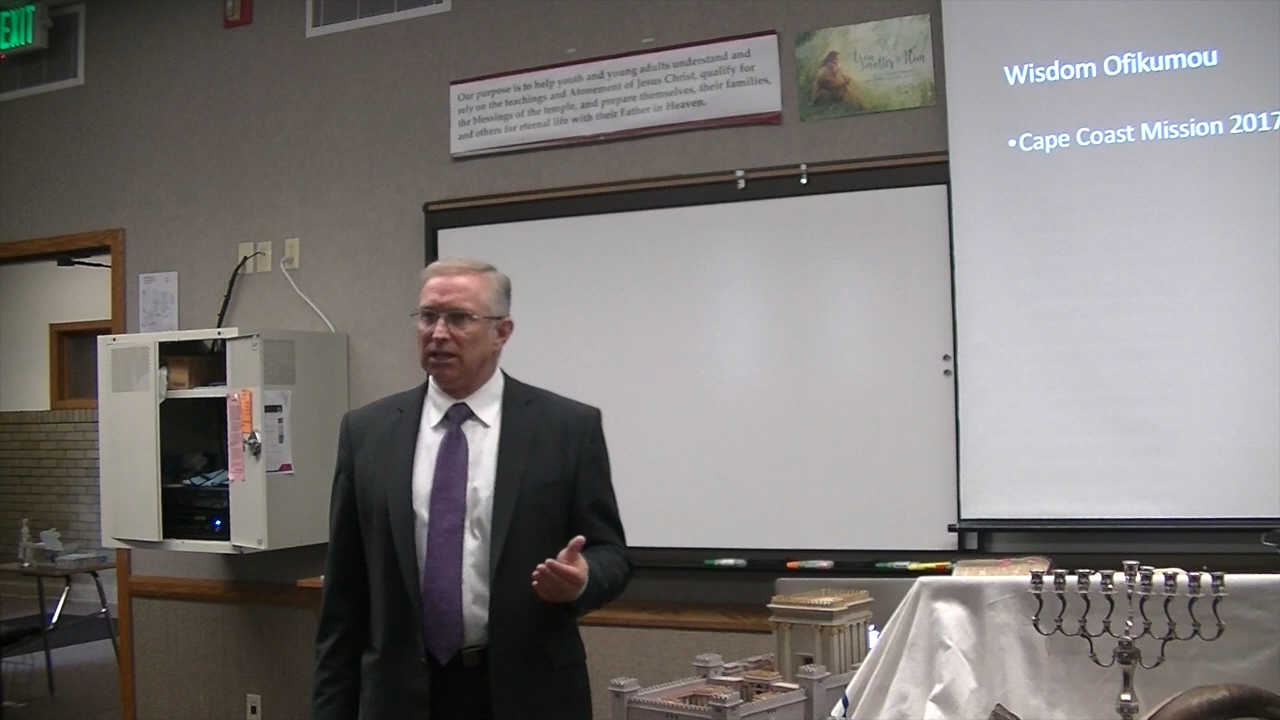 EXIT
Our purpose is to help youth and young adults understand and
rely on the teachings and Atonement of Jesus Christ, qualify for
the blessings of the temple, and prepare themselves, their families,
and others for eternal life with their Father in Heaven.
Wisdom Ofikumou
•Cape Coast Mission 2017